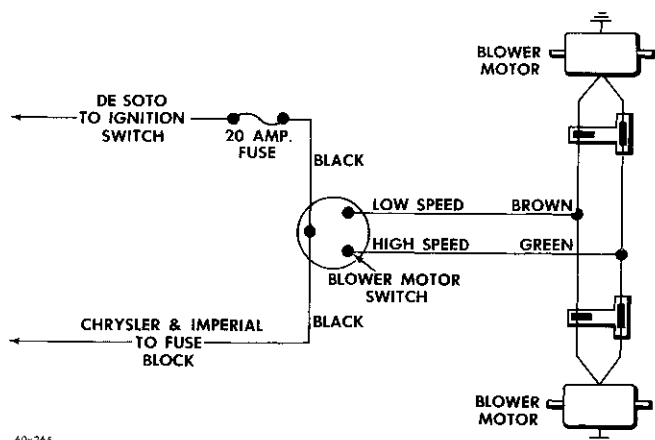 BLOWER
MOTOR
DE SOTO
TO IGNITION
SWITCH
20 AMP.
FUSE
BLACK
LOW SPEED
BROWN
HIGH SPEED
GREEN
BLOWER MOTOR
SWITCH
BLACK
CHRYSLER & IMPERIAL
TO FUSE
BLOCK
BLOWER
MOTOR